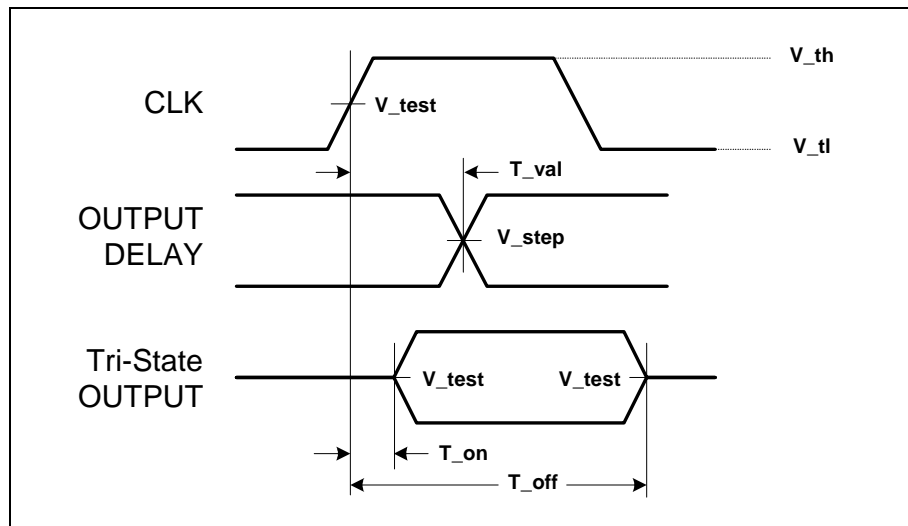 V_th
CLK
V_test
V_tl
T_val
OUTPUT
DELAY
V_step
Tri-State
OUTPUT
V_test
V_test
T_on
T_off